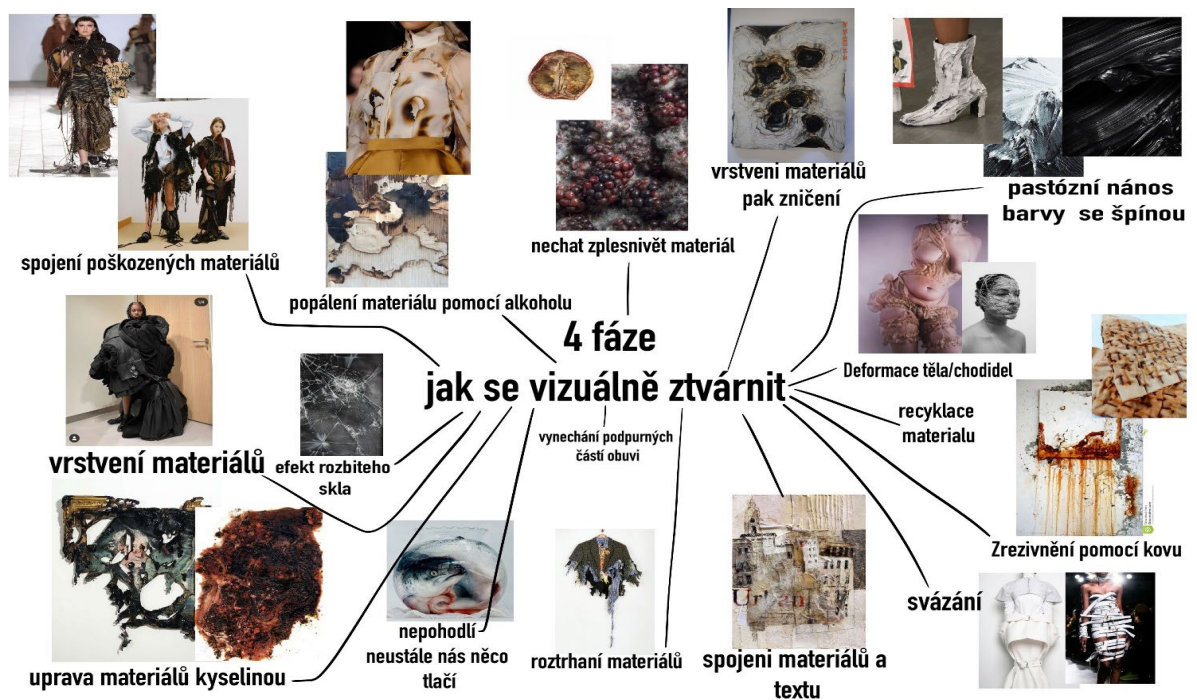 vrstveni materiálů
pak zničení
pastózní nános
barvy se špínou
nechat zplesnivět materiál
spojení poškozených materiálů
popálení materiálu pomocí alkoholu
4 fáze
jak se vizuálně ztvárnit
Deformace těla/chodidel
recyklace
materialu
vynechání podpurných
částí obuvi
vrstvení materiálů
efekt rozbiteho
skla
Zrezivnění pomocí kovu
svázání
nepohodlí
neustále nás něco
tlačí
roztrhaní materiálů
spojeni materiálů a
textu
uprava materiálů kyselinou